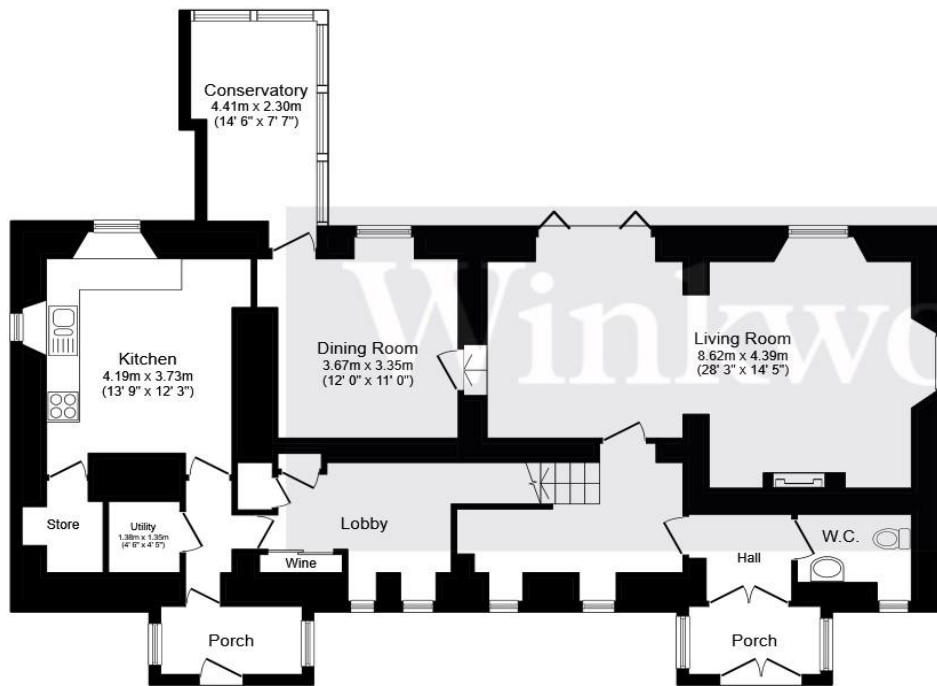 Conservatory
4.41m x 2.30m
(14' 6" x 7' 7")
Kitchen
4.19m x 3.73m
(13' 9" x 12' 3")
Dining Room
3.67m x 3.35m
(12' 0" x 11' 0")
Living Room
8.62m x 4.39m
(28' 3" x 14' 5")
Winkwo
Store
Utility
1.38m x 1.35m
(4' 6" x 4' 5")
Lobby
Wine
Hall
W.C.
Porch
Porch